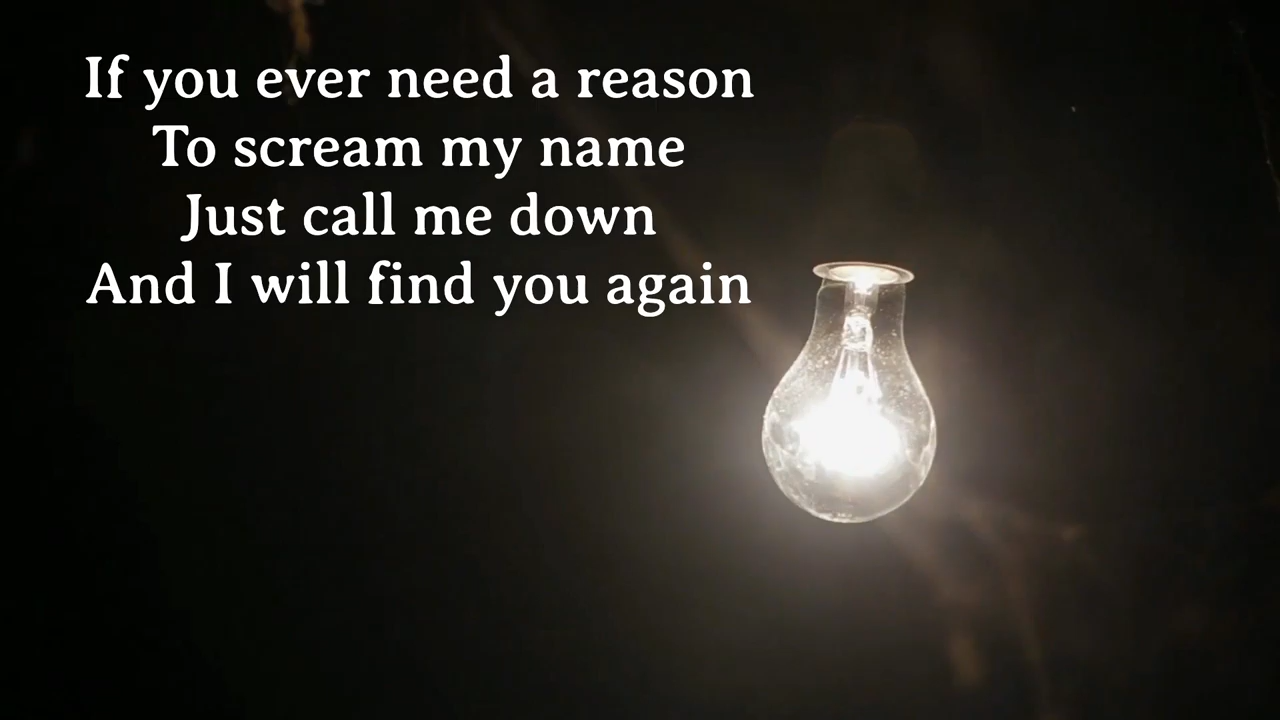 If you ever need a reason
To scream my name
Just call me down
And I will find you again